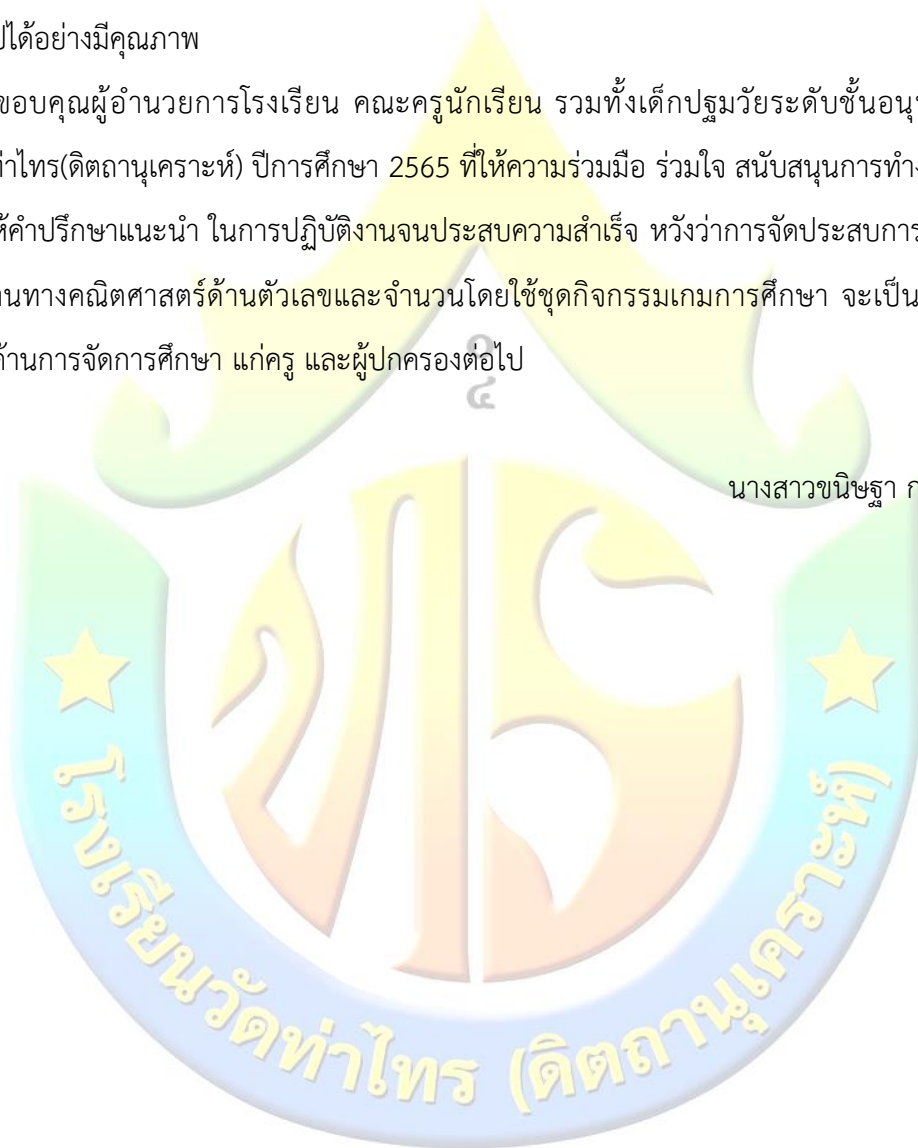 ปได้อย่างมีคุณภาพ
ขอบคุณผู้อำนวยการโรงเรียน คณะครูนักเรียน รวมทั้งเด็กปฐมวัยระดับชั้นอนุ
ท่าไทร(ดิตถานุเคราะห์) ปีการศึกษา 2565 ที่ให้ความร่วมมือ ร่วมใจ สนับสนุนการทำง
ห้คำปรึกษาแนะนำ ในการปฏิบัติงานจนประสบความสำเร็จ หวังว่าการจัดประสบการ
านทางคณิตศาสตร์ด้านตัวเลขและจำนวนโดยใช้ชุดกิจกรรมเกมการศึกษา จะเป็น
ด้านการจัดการศึกษา แก่ครู และผู้ปกครองต่อไป
นางสาวขนิษฐา ก
ทร
โรงเรียนวัดท่าไทร (ดิตถานุเคราะห์)